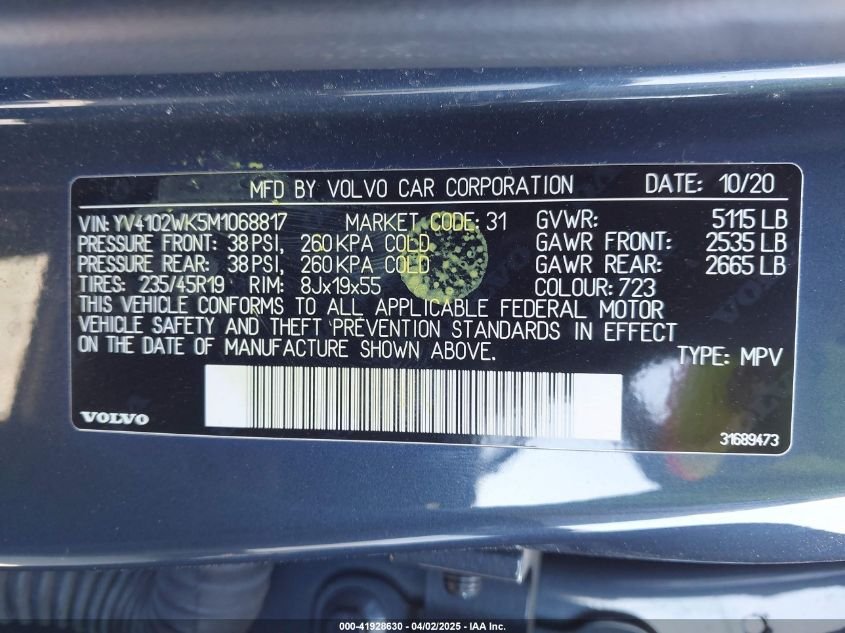 MFD BY VOLVO CAR CORPORATION DATE: 10/20
VIN: YV4102WK5M1068817 MARKET CODE: 31 GVWR: 5115 LB
PRESSURE FRONT: 38 PSI, 260 KPA COLD GAWR FRONT: 2535 LB
PRESSURE REAR: 38 PSI, 260 KPA COLD GAWR REAR: 2665 LB
TIRES: 235/45R19 RIM: 8Jx19x55 COLOUR: 723
THIS VEHICLE CONFORMS TO ALL APPLICABLE FEDERAL MOTOR
VEHICLE SAFETY AND THEFT PREVENTION STANDARDS IN EFFECT
ON THE DATE OF MANUFACTURE SHOWN ABOVE. TYPE: MPV
VOLVO 31689473
000-41928630 - 04/02/2025 - IAA Inc.